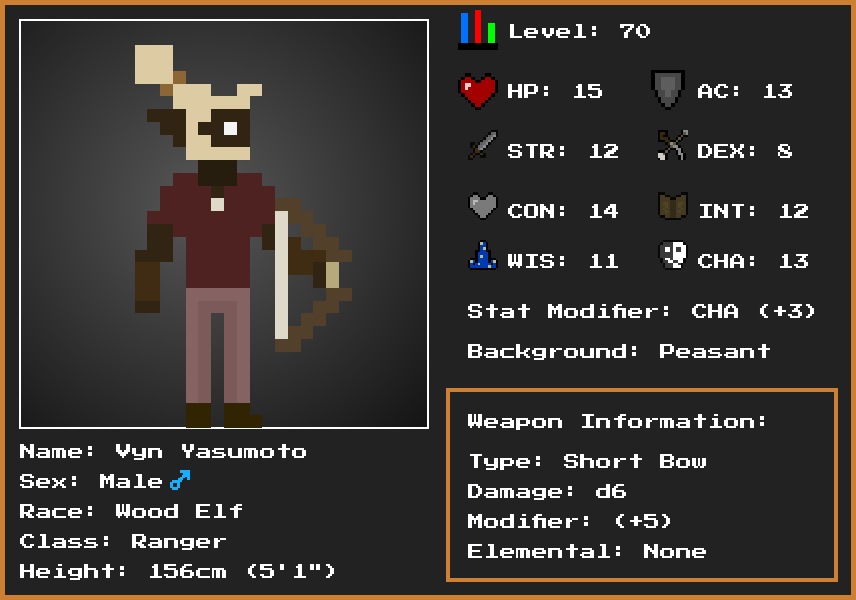 Level: 70
HP: 15 AC: 13
STR: 12 DEX: 8
CON: 14 INT: 12
WIS: 11 CHA: 13
Stat Modifier: CHA (+3)
Background: Peasant
Weapon Information:
Type: Short Bow
Damage: d6
Modifier: (+5)
Elemental: None
Name: Vyn Yasumoto
Sex: Male ♂
Race: Wood Elf
Class: Ranger
Height: 156cm (5'1")